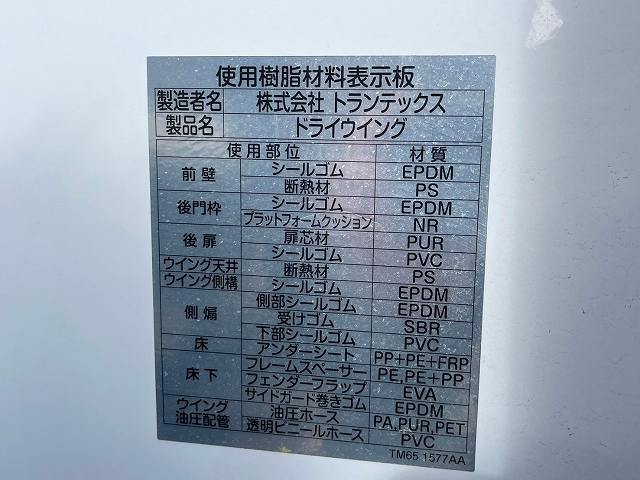 使用樹脂材料表示板
製造者名 株式会社 トランテックス
製品名 ドライウイング
使用部位 材質
前壁 シールゴム EPDM
断熱材 PS
後門枠 シールゴム EPDM
プラットフォームクッション NR
後扉 扉芯材 PUR
シールゴム PVC
ウイング天井 断熱材 PS
ウイング側構 シールゴム EPDM
側煽 側部シールゴム EPDM
受けゴム SBR
下部シールゴム PVC
床 アンダーシート PP+PE+FRP
床下 フレームスペーサー PE,PE+PP
フェンダーフラップ EVA
サイドガード巻きゴム EPDM
ウイング油圧配管 油圧ホース PA,PUR,PET
透明ビニールホース PVC
TM65 1577AA